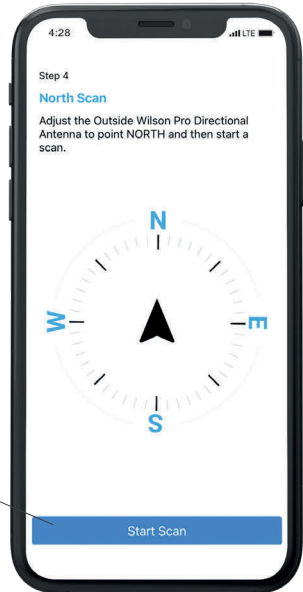 4:28
LTE
Step 4
North Scan
Adjust the Outside Wilson Pro Directional
Antenna to point NORTH and then start a
scan.
N
W
E
S
Start Scan